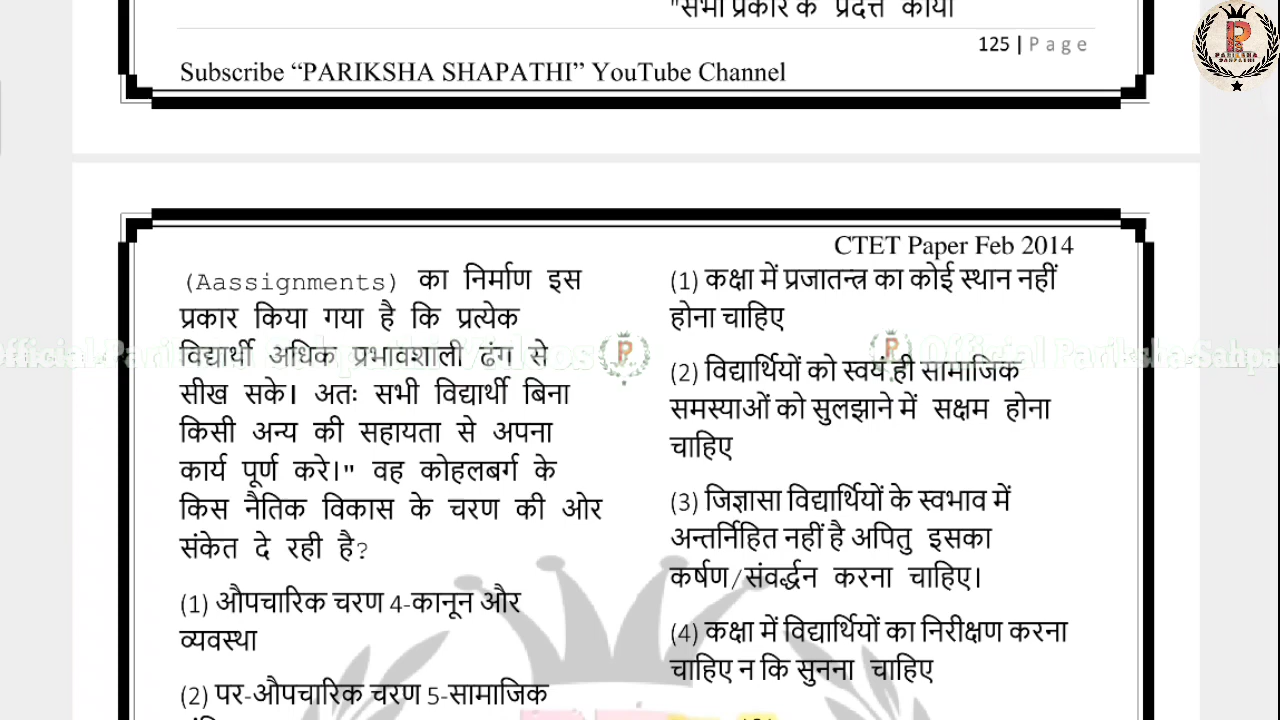 "सभी प्रकार के प्रदत्त कार्यों
125 | Page
Subscribe “PARIKSHA SHAPATHI” YouTube Channel
PARIKSHA
CTET Paper Feb 2014
(Aassignments) का निर्माण इस
प्रकार किया गया है कि प्रत्येक
विद्यार्थी अधिक प्रभावशाली ढंग से
सीख सके। अतः सभी विद्यार्थी बिना
किसी अन्य की सहायता से अपना
कार्य पूर्ण करे।" वह कोहलबर्ग के
किस नैतिक विकास के चरण की ओर
संकेत दे रही है?
(1) औपचारिक चरण 4-कानून और
व्यवस्था
(2) पर-औपचारिक चरण 5-सामाजिक
(1) कक्षा में प्रजातन्त्र का कोई स्थान नहीं
होना चाहिए
(2) विद्यार्थियों को स्वयं ही सामाजिक
समस्याओं को सुलझाने में सक्षम होना
चाहिए
(3) जिज्ञासा विद्यार्थियों के स्वभाव में
अन्तर्निहित नहीं है अपितु इसका
कर्षण/संवर्द्धन करना चाहिए।
(4) कक्षा में विद्यार्थियों का निरीक्षण करना
चाहिए न कि सुनना चाहिए
Official Pariksha